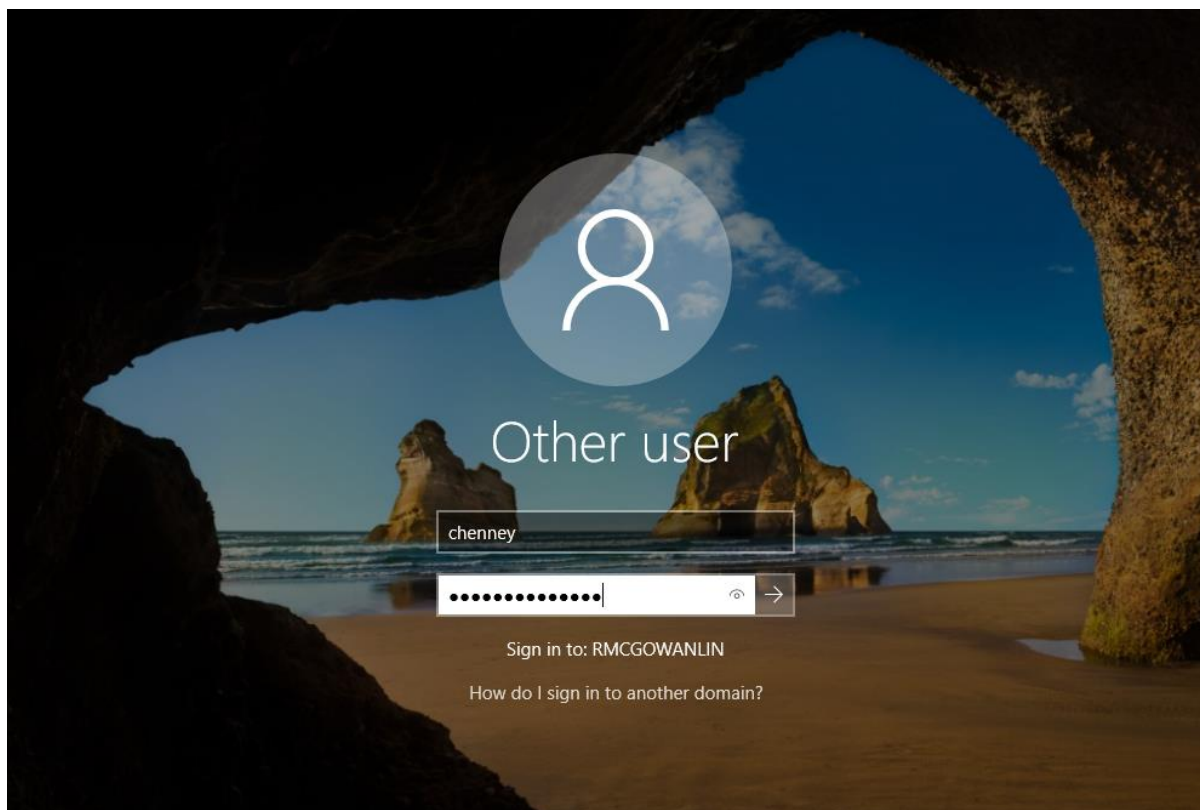 Other user
chenney
Sign in to: RMCGOWANLIN
How do I sign in to another domain?